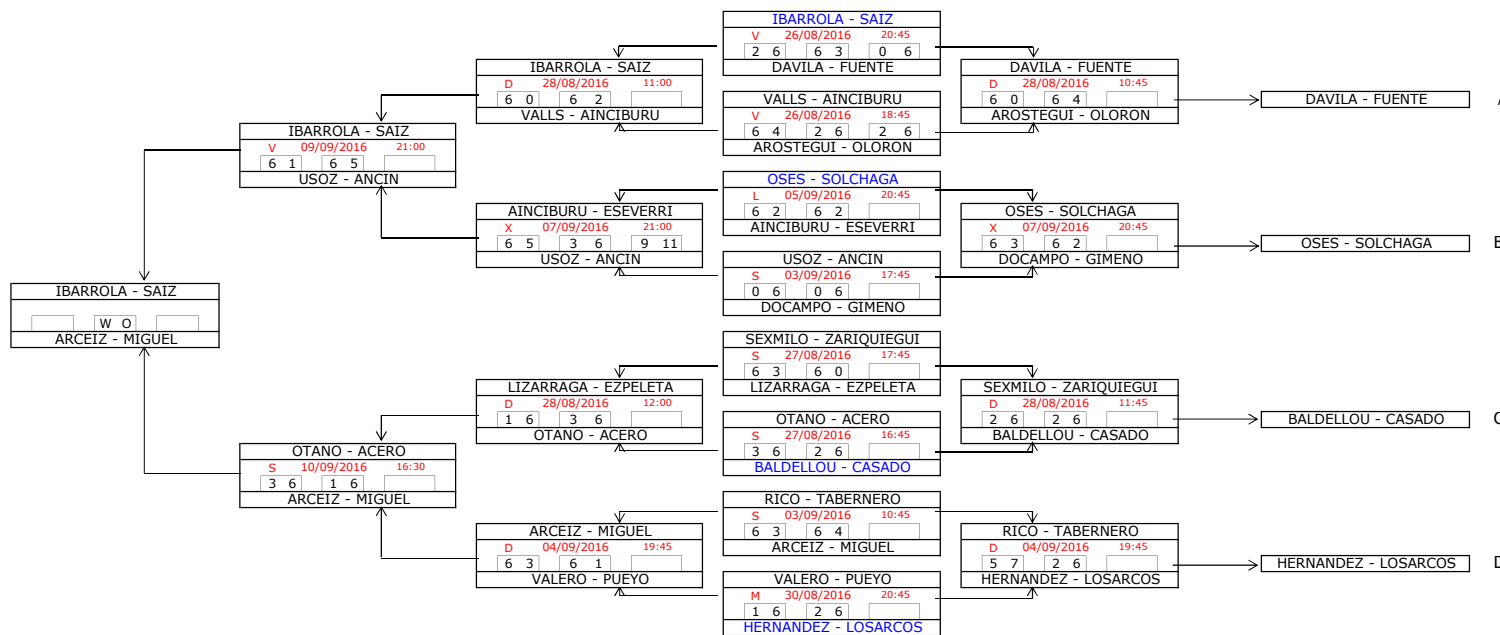 IBARROLA - SAIZ
V 26/08/2016 20:45
2 6 6 3 0 6
DAVILA - FUENTE
IBARROLA - SAIZ
D 28/08/2016 11:00
6 0 6 2
VALLS - AINCIBURU
DAVILA - FUENTE
D 28/08/2016 10:45
6 0 6 4
AROSTEGUI - OLORON
VALLS - AINCIBURU
V 26/08/2016 18:45
6 4 2 6 2 6
AROSTEGUI - OLORON
DAVILA - FUENTE
IBARROLA - SAIZ
V 09/09/2016 21:00
6 1 6 5
USOZ - ANCIN
OSES - SOLCHAGA
L 05/09/2016 20:45
6 2 6 2
AINCIBURU - ESEVERRI
AINCIBURU - ESEVERRI
X 07/09/2016 21:00
6 5 3 6 9 11
USOZ - ANCIN
OSES - SOLCHAGA
X 07/09/2016 20:45
6 3 6 2
DOCAMPO - GIMENO
OSES - SOLCHAGA
USOZ - ANCIN
S 03/09/2016 17:45
0 6 0 6
DOCAMPO - GIMENO
IBARROLA - SAIZ
W O
ARCEIZ - MIGUEL
SEXMILO - ZARIQUIEGUI
S 27/08/2016 17:45
6 3 6 0
LIZARRAGA - EZPELETA
LIZARRAGA - EZPELETA
D 28/08/2016 12:00
1 6 3 6
OTANO - ACERO
SEXMILO - ZARIQUIEGUI
D 28/08/2016 11:45
2 6 2 6
BALDELLOU - CASADO
OTANO - ACERO
S 27/08/2016 16:45
3 6 2 6
BALDELLOU - CASADO
BALDELLOU - CASADO
OTANO - ACERO
S 10/09/2016 16:30
3 6 1 6
ARCEIZ - MIGUEL
RICO - TABERNERO
S 03/09/2016 10:45
6 3 6 4
ARCEIZ - MIGUEL
ARCEIZ - MIGUEL
D 04/09/2016 19:45
6 3 6 1
VALERO - PUEYO
RICO - TABERNERO
D 04/09/2016 19:45
5 7 2 6
HERNANDEZ - LOSARCOS
HERNANDEZ - LOSARCOS
VALERO - PUEYO
M 30/08/2016 20:45
1 6 2 6
HERNANDEZ - LOSARCOS